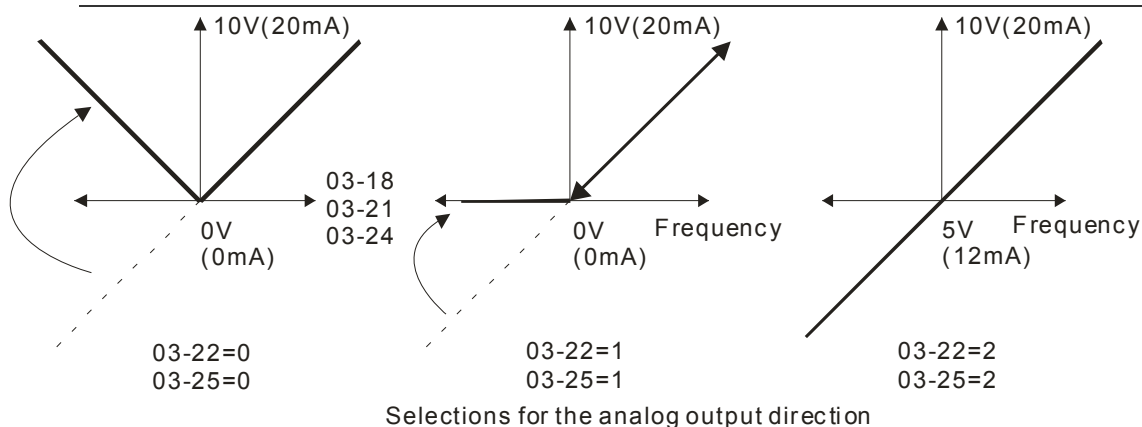 10V(20mA)
0V
(0mA)
03-18
03-21
03-24
03-22=0
03-25=0
10V(20mA)
0V
(0mA)
Frequency
03-22=1
03-25=1
10V(20mA)
5V
(12mA)
Frequency
03-22=2
03-25=2
Selections for the analog output direction